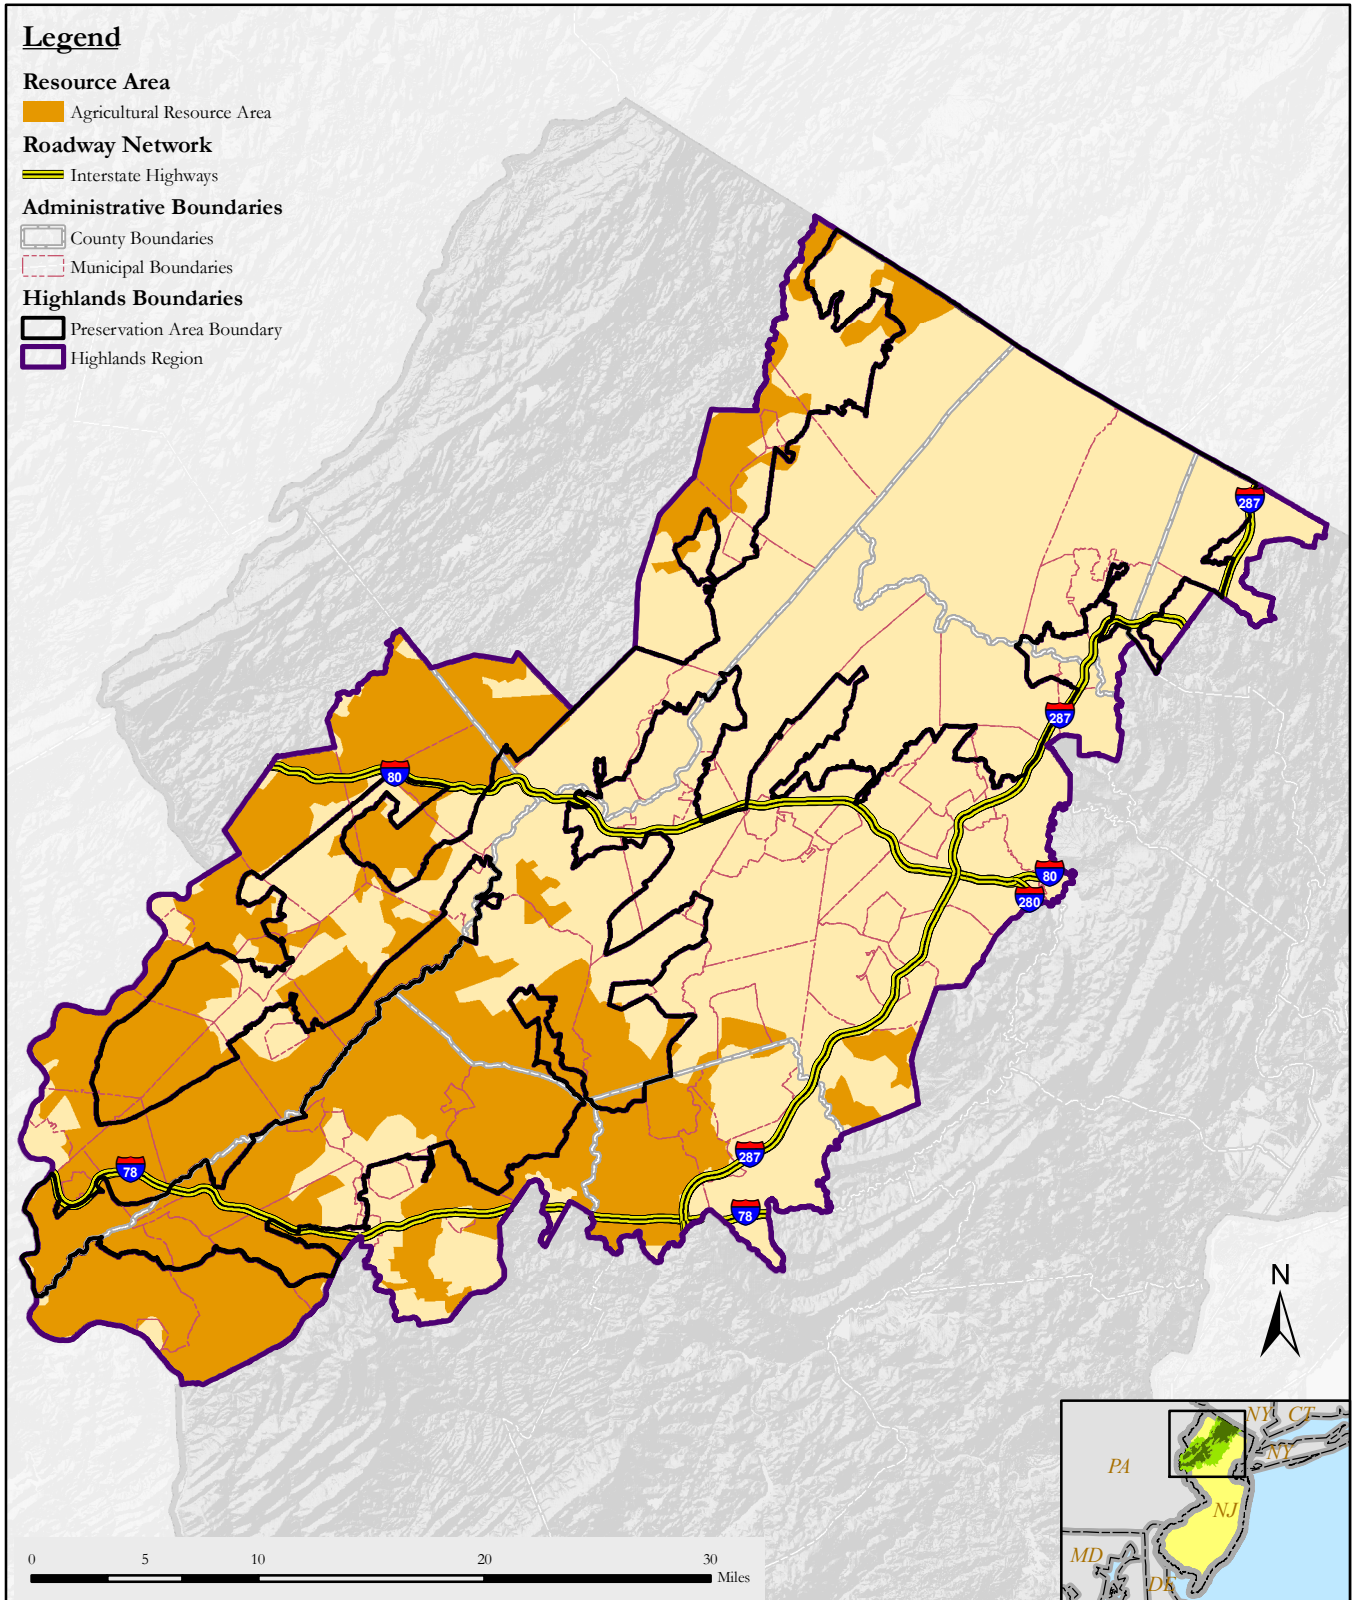 Legend
Resource Area
Agricultural Resource Area
Roadway Network
Interstate Highways
Administrative Boundaries
County Boundaries
Municipal Boundaries
Highlands Boundaries
Preservation Area Boundary
Highlands Region
287
287
80
80
280
78
287
78
N
NY CT
NY
PA
NJ
MD
DE
0 5 10 20 30
Miles